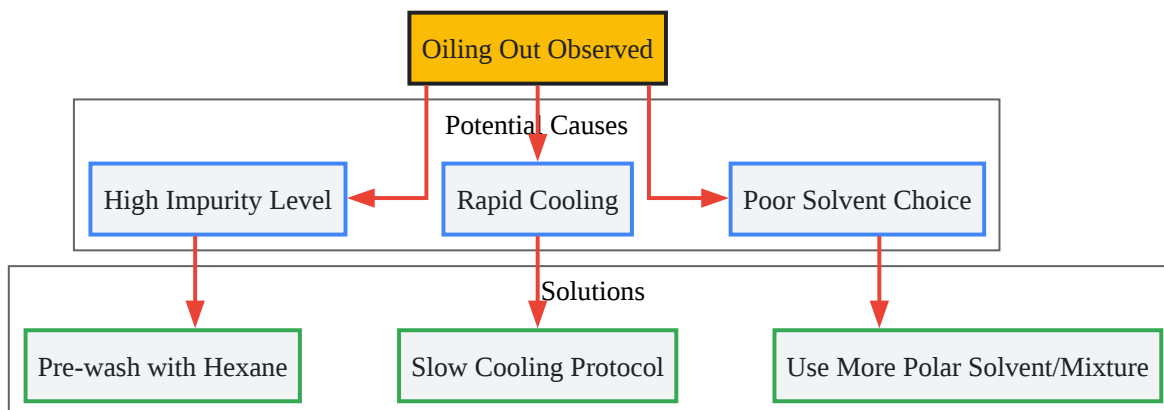 Oiling Out Observed
Potential Causes
High Impurity Level
Rapid Cooling
Poor Solvent Choice
Solutions
Pre-wash with Hexane
Slow Cooling Protocol
Use More Polar Solvent/Mixture